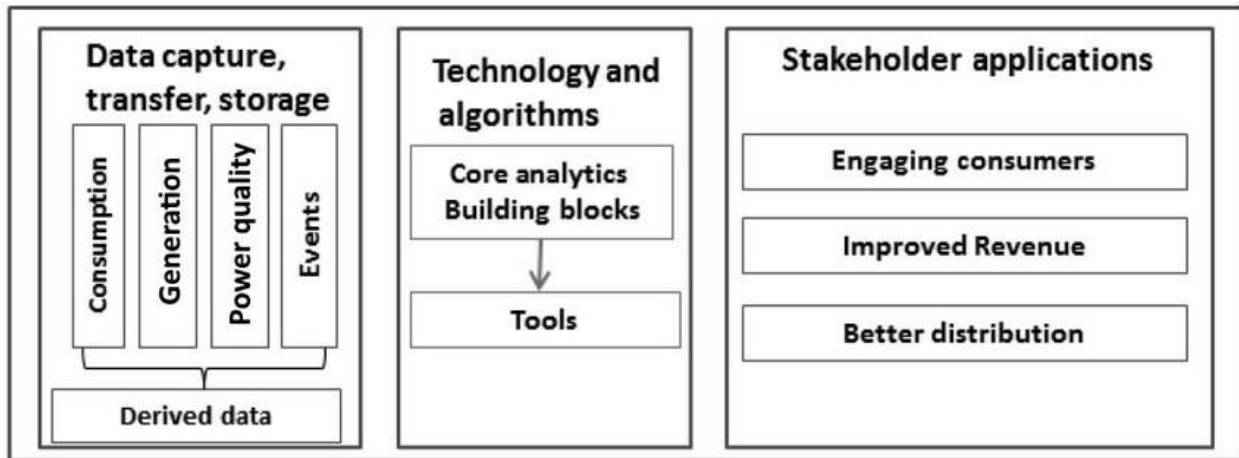 Data capture,
transfer, storage
Consumption
Generation
Power quality
Events
Derived data
Technology and
algorithms
Core analytics
Building blocks
Tools
Stakeholder applications
Engaging consumers
Improved Revenue
Better distribution